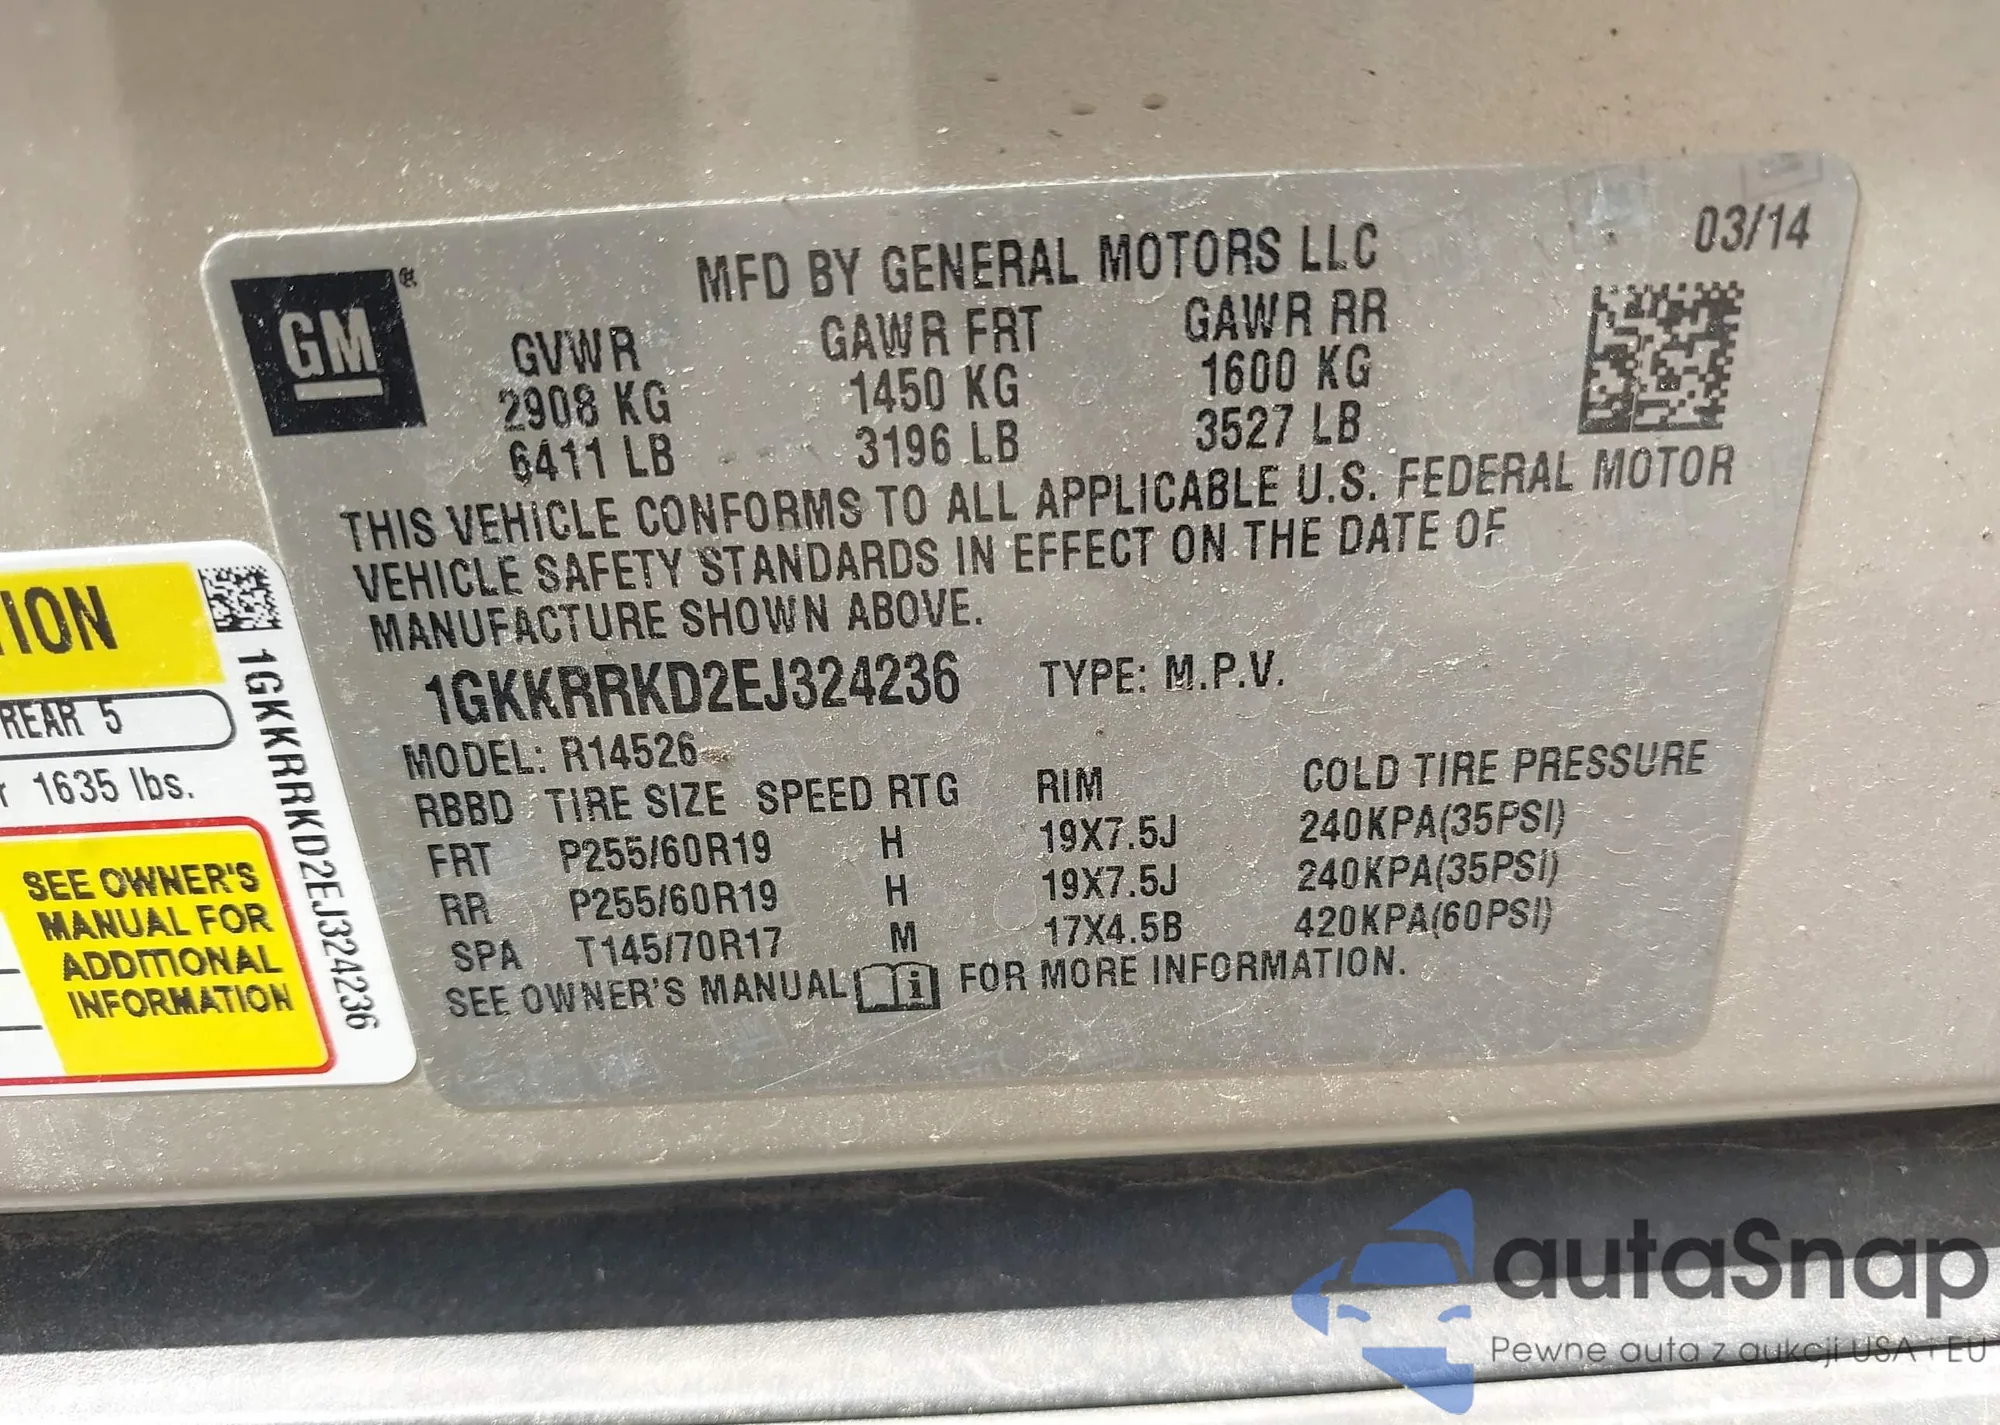 03/14
GM®
MFD BY GENERAL MOTORS LLC
GVWR GAWR FRT GAWR RR
2908 KG 1450 KG 1600 KG
6411 LB 3196 LB 3527 LB
THIS VEHICLE CONFORMS TO ALL APPLICABLE U.S. FEDERAL MOTOR
VEHICLE SAFETY STANDARDS IN EFFECT ON THE DATE OF
MANUFACTURE SHOWN ABOVE.
1GKKRRKD2EJ324236 TYPE: M.P.V.
MODEL: R14526
RBBD TIRE SIZE SPEED RTG RIM COLD TIRE PRESSURE
FRT P255/60R19 H 19X7.5J 240KPA(35PSI)
RR P255/60R19 H 19X7.5J 240KPA(35PSI)
SPA T145/70R17 M 17X4.5B 420KPA(60PSI)
SEE OWNER'S MANUAL FOR MORE INFORMATION.
ION
REAR 5
1635 lbs.
SEE OWNER'S
MANUAL FOR
ADDITIONAL
INFORMATION
1GKKRRKD2EJ324236
autaSnap
Pewne auta z aukcji USA i EU